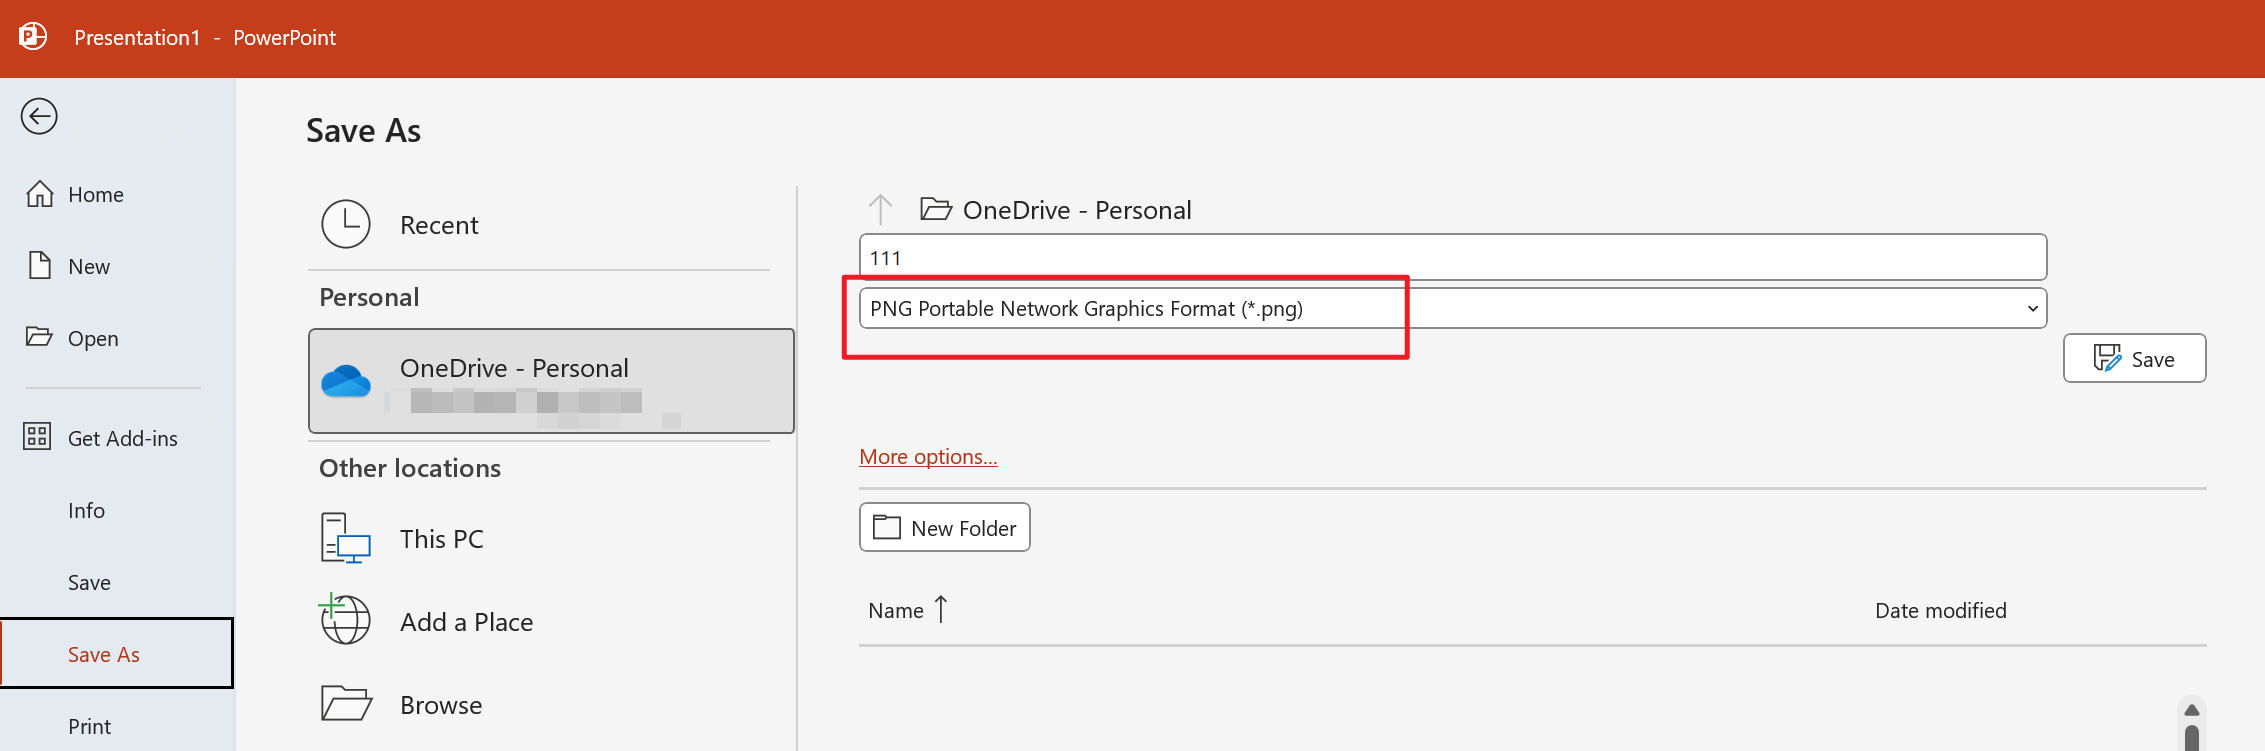 Presentation1 - PowerPoint
Home
New
Open
Get Add-ins
Info
Save
Save As
Print
Save As
Recent
Personal
OneDrive - Personal
Other locations
This PC
Add a Place
Browse
OneDrive - Personal
111
PNG Portable Network Graphics Format (*.png)
Save
More options...
New Folder
Name
Date modified